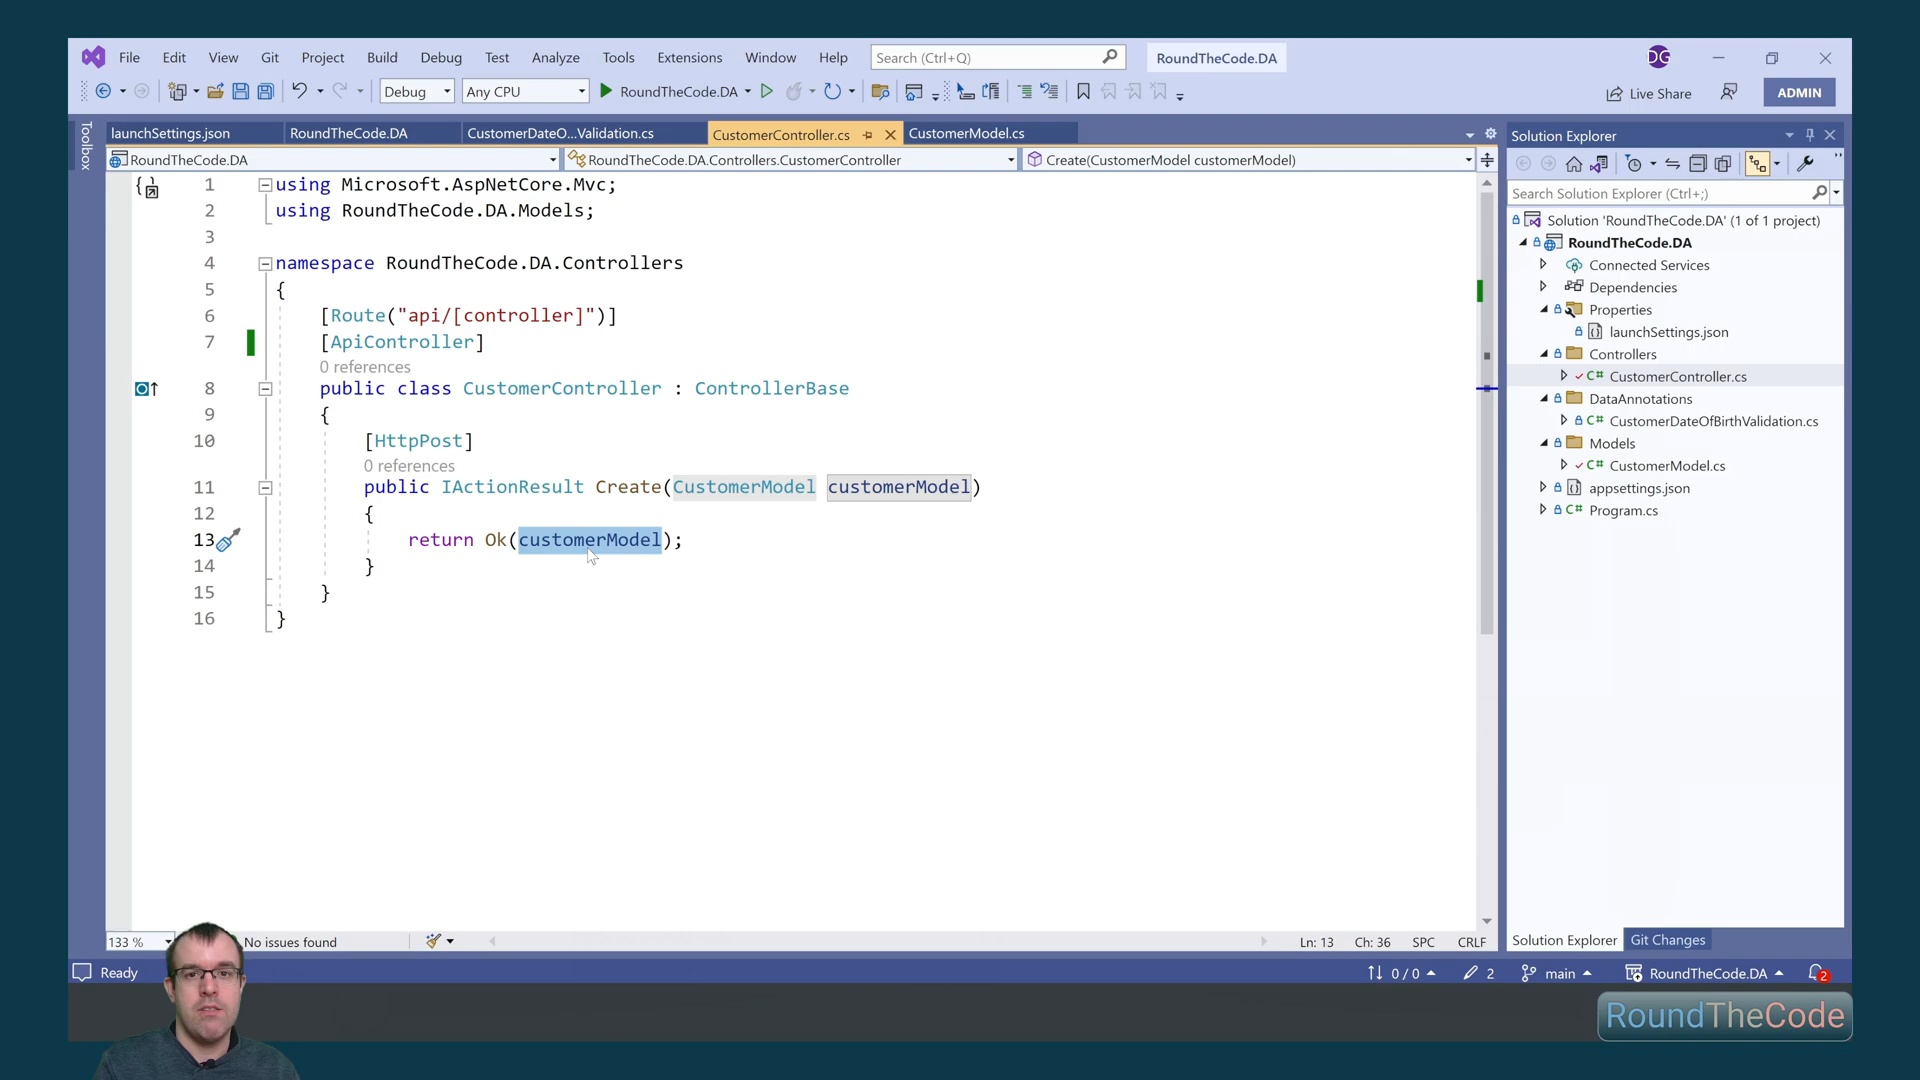 File Edit View Git Project Build Debug Test Analyze Tools Extensions Window Help Search (Ctrl+Q) RoundTheCode.DA DG
Debug Any CPU RoundTheCode.DA Live Share ADMIN
Toolbox
launchSettings.json RoundTheCode.DA CustomerDateO...Validation.cs CustomerController.cs CustomerModel.cs
RoundTheCode.DA RoundTheCode.DA.Controllers.CustomerController Create(CustomerModel customerModel)
1 using Microsoft.AspNetCore.Mvc;
2 using RoundTheCode.DA.Models;
3
4 namespace RoundTheCode.DA.Controllers
5 {
6 [Route("api/[controller]")]
7 [ApiController]
0 references
8 public class CustomerController : ControllerBase
9 {
10 [HttpPost]
0 references
11 public IActionResult Create(CustomerModel customerModel)
12 {
13 return Ok(customerModel);
14 }
15 }
16 }
133 % No issues found Ln: 13 Ch: 36 SPC CRLF
Solution Explorer
Search Solution Explorer (Ctrl+;)
Solution 'RoundTheCode.DA' (1 of 1 project)
RoundTheCode.DA
Connected Services
Dependencies
Properties
launchSettings.json
Controllers
C# CustomerController.cs
DataAnnotations
C# CustomerDateOfBirthValidation.cs
Models
C# CustomerModel.cs
appsettings.json
C# Program.cs
Solution Explorer Git Changes
Ready 0 / 0 2 main RoundTheCode.DA 2
RoundTheCode